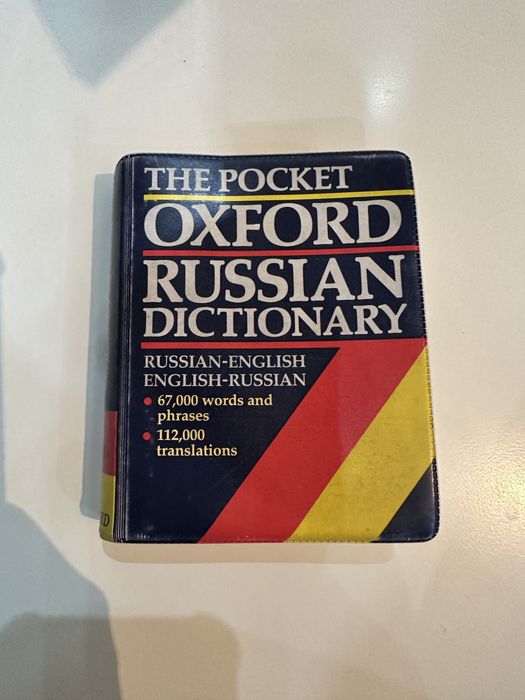 THE POCKET
OXFORD
RUSSIAN
DICTIONARY
RUSSIAN-ENGLISH
ENGLISH-RUSSIAN
• 67,000 words and
phrases
• 112,000
translations